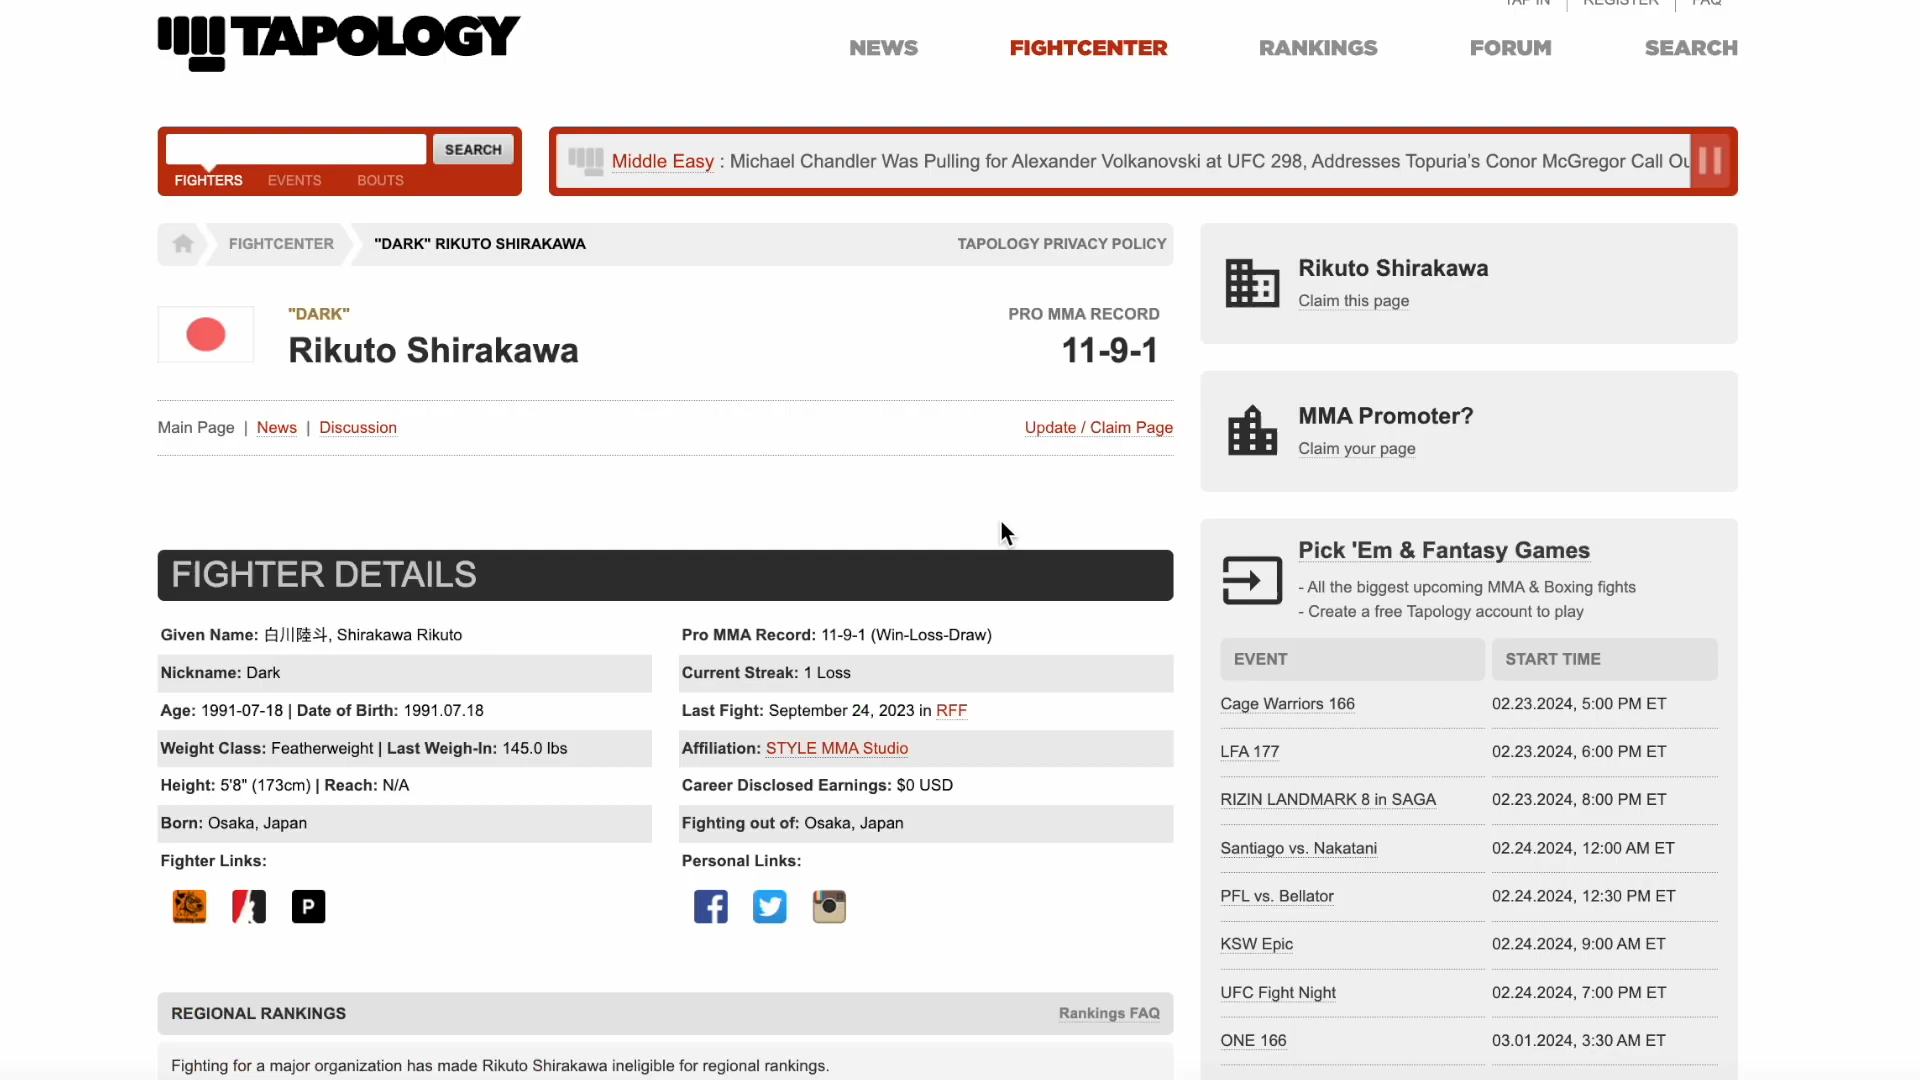 TAP IN | REGISTER | FAQ
TAPOLOGY
NEWS FIGHTCENTER RANKINGS FORUM SEARCH
SEARCH
FIGHTERS EVENTS BOUTS
Middle Easy : Michael Chandler Was Pulling for Alexander Volkanovski at UFC 298, Addresses Topuria's Conor McGregor Call Ou
FIGHTCENTER "DARK" RIKUTO SHIRAKAWA TAPOLOGY PRIVACY POLICY
"DARK" PRO MMA RECORD
Rikuto Shirakawa 11-9-1
Main Page | News | Discussion Update / Claim Page
FIGHTER DETAILS
Given Name: 白川陸斗, Shirakawa Rikuto
Nickname: Dark
Age: 1991-07-18 | Date of Birth: 1991.07.18
Weight Class: Featherweight | Last Weigh-In: 145.0 lbs
Height: 5'8" (173cm) | Reach: N/A
Born: Osaka, Japan
Fighter Links:
P
Pro MMA Record: 11-9-1 (Win-Loss-Draw)
Current Streak: 1 Loss
Last Fight: September 24, 2023 in RFF
Affiliation: STYLE MMA Studio
Career Disclosed Earnings: $0 USD
Fighting out of: Osaka, Japan
Personal Links:
REGIONAL RANKINGS Rankings FAQ
Fighting for a major organization has made Rikuto Shirakawa ineligible for regional rankings.
Rikuto Shirakawa
Claim this page
MMA Promoter?
Claim your page
Pick 'Em & Fantasy Games
- All the biggest upcoming MMA & Boxing fights
- Create a free Tapology account to play
EVENT START TIME
Cage Warriors 166 02.23.2024, 5:00 PM ET
LFA 177 02.23.2024, 6:00 PM ET
RIZIN LANDMARK 8 in SAGA 02.23.2024, 8:00 PM ET
Santiago vs. Nakatani 02.24.2024, 12:00 AM ET
PFL vs. Bellator 02.24.2024, 12:30 PM ET
KSW Epic 02.24.2024, 9:00 AM ET
UFC Fight Night 02.24.2024, 7:00 PM ET
ONE 166 03.01.2024, 3:30 AM ET